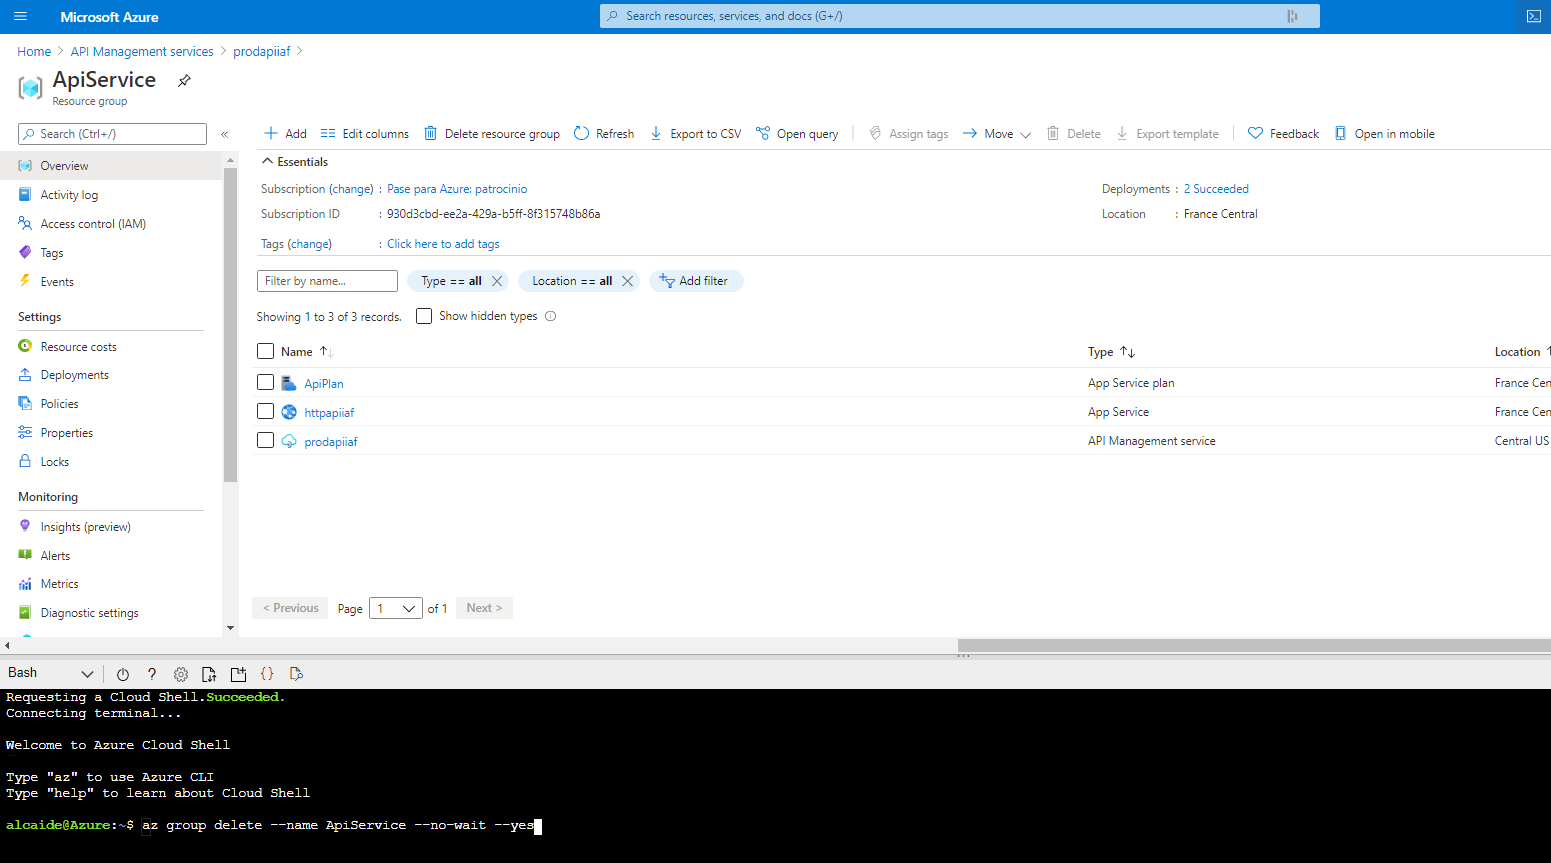 Microsoft Azure
Search resources, services, and docs (G+/)
Home > API Management services > prodapiiaf >
ApiService
Resource group
Search (Ctrl+/)
«
Add
Edit columns
Delete resource group
Refresh
Export to CSV
Open query
Assign tags
Move
Delete
Export template
Feedback
Open in mobile
Overview
Activity log
Access control (IAM)
Tags
Events
Settings
Resource costs
Deployments
Policies
Properties
Locks
Monitoring
Insights (preview)
Alerts
Metrics
Diagnostic settings
Essentials
Subscription (change) : Pase para Azure: patrocinio
Subscription ID : 930d3cbd-ee2a-429a-b5ff-8f315748b86a
Tags (change) : Click here to add tags
Deployments : 2 Succeeded
Location : France Central
Filter by name...
Type == all
Location == all
Add filter
Showing 1 to 3 of 3 records.
Show hidden types
Name Type Location
ApiPlan App Service plan France Cen
httpapiiaf App Service France Cen
prodapiiaf API Management service Central US
< Previous Page 1 of 1 Next >
Bash
?
{}
Requesting a Cloud Shell.Succeeded.
Connecting terminal...
Welcome to Azure Cloud Shell
Type "az" to use Azure CLI
Type "help" to learn about Cloud Shell
alcaide@Azure:~$ az group delete --name ApiService --no-wait --yes